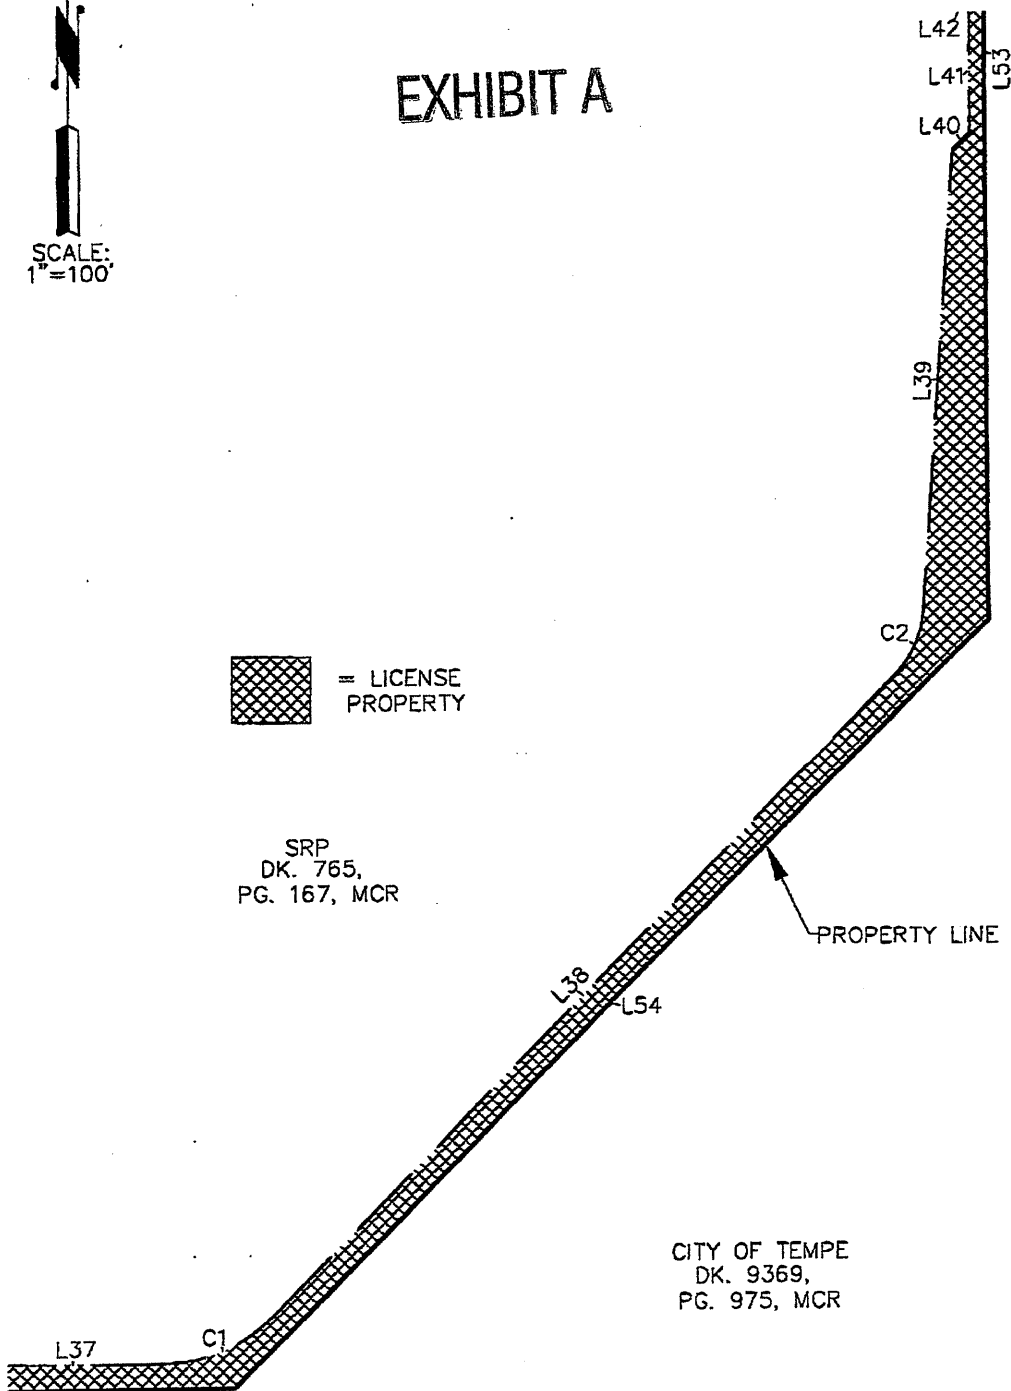 EXHIBIT A
SCALE:
1"=100'
L42
L53
L41
L40
L39
C2
= LICENSE
PROPERTY
SRP
DK. 765,
PG. 167, MCR
PROPERTY LINE
L38
L54
CITY OF TEMPE
DK. 9369,
PG. 975, MCR
C1
L37